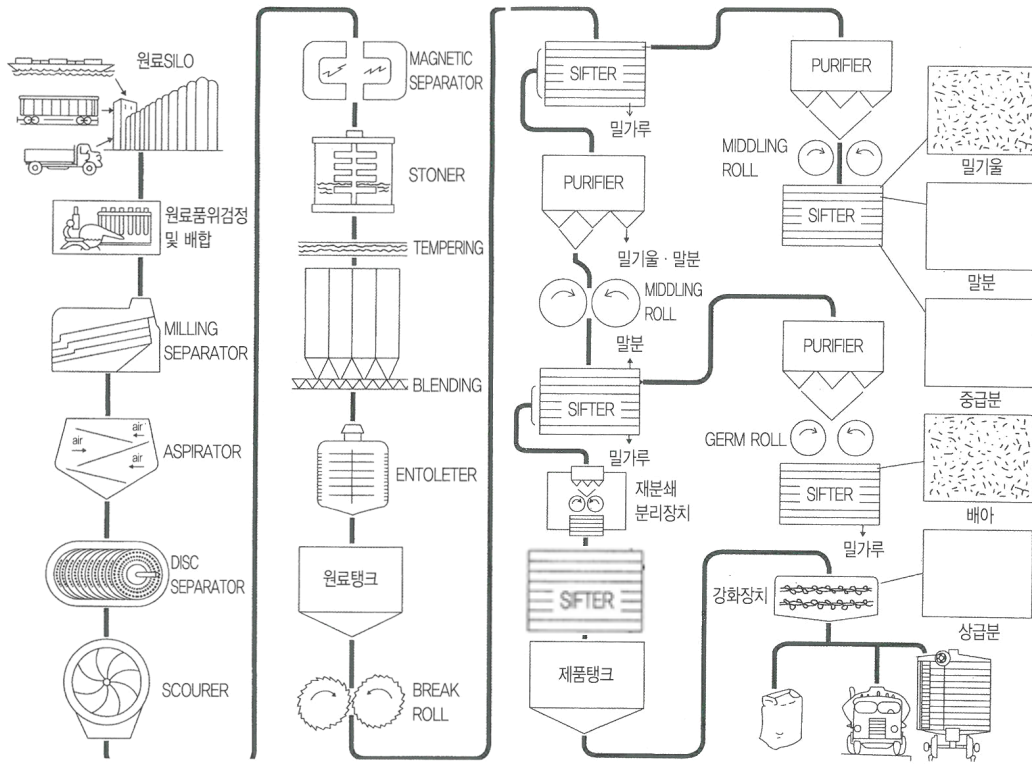 원료SILO
원료품위검정
및 배합
MILLING
SEPARATOR
air
air
air
ASPIRATOR
DISC
SEPARATOR
SCOURER
MAGNETIC
SEPARATOR
STONER
TEMPERING
BLENDING
ENTOLETER
원료탱크
BREAK
ROLL
SIFTER
밀가루
PURIFIER
밀기울 · 말분
MIDDLING
ROLL
말분
SIFTER
밀가루
재분쇄
분리장치
SIFTER
제품탱크
PURIFIER
MIDDLING
ROLL
SIFTER
밀기울
말분
중급분
PURIFIER
GERM ROLL
SIFTER
밀가루
배아
강화장치
상급분